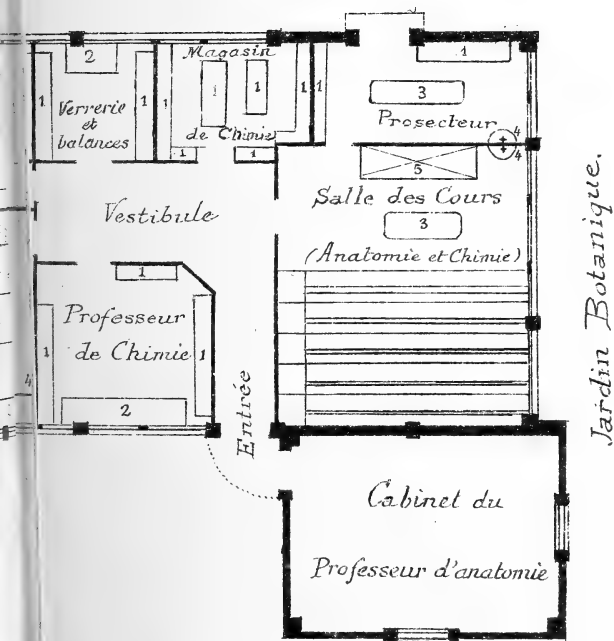 1
2
1
1
Verrerie
et
balances
Magasin
1
1
1
1
1
de Chimie
1
1
1
3
Prosecteur
4
4
5
Salle des Cours
3
(Anatomie et Chimie)
Vestibule
1
Professeur
de Chimie
1
1
4
2
Entrée
Jardin Botanique.
Cabinet du
Professeur d'anatomie